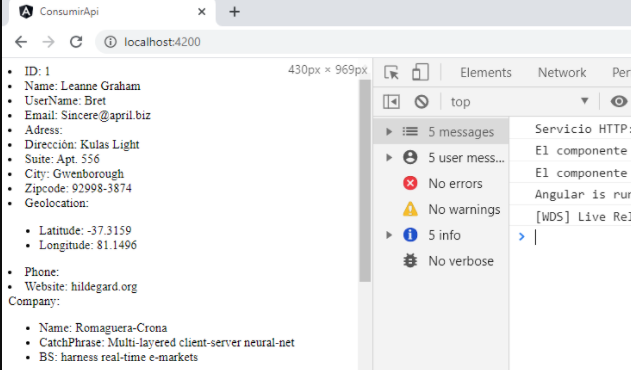 ConsumirApi
localhost:4200
430px × 969px
ID: 1
Name: Leanne Graham
UserName: Bret
Email: Sincere@april.biz
Adress:
Dirección: Kulas Light
Suite: Apt. 556
City: Gwenborough
Zipcode: 92998-3874
Geolocation:
Latitude: -37.3159
Longitude: 81.1496
Phone:
Website: hildegard.org
Company:
Name: Romaguera-Crona
CatchPhrase: Multi-layered client-server neural-net
BS: harness real-time e-markets
Elements Network Per
top
5 messages
5 user mess...
No errors
No warnings
5 info
No verbose
Servicio HTTP:
El componente
El componente
Angular is run
[WDS] Live Rel